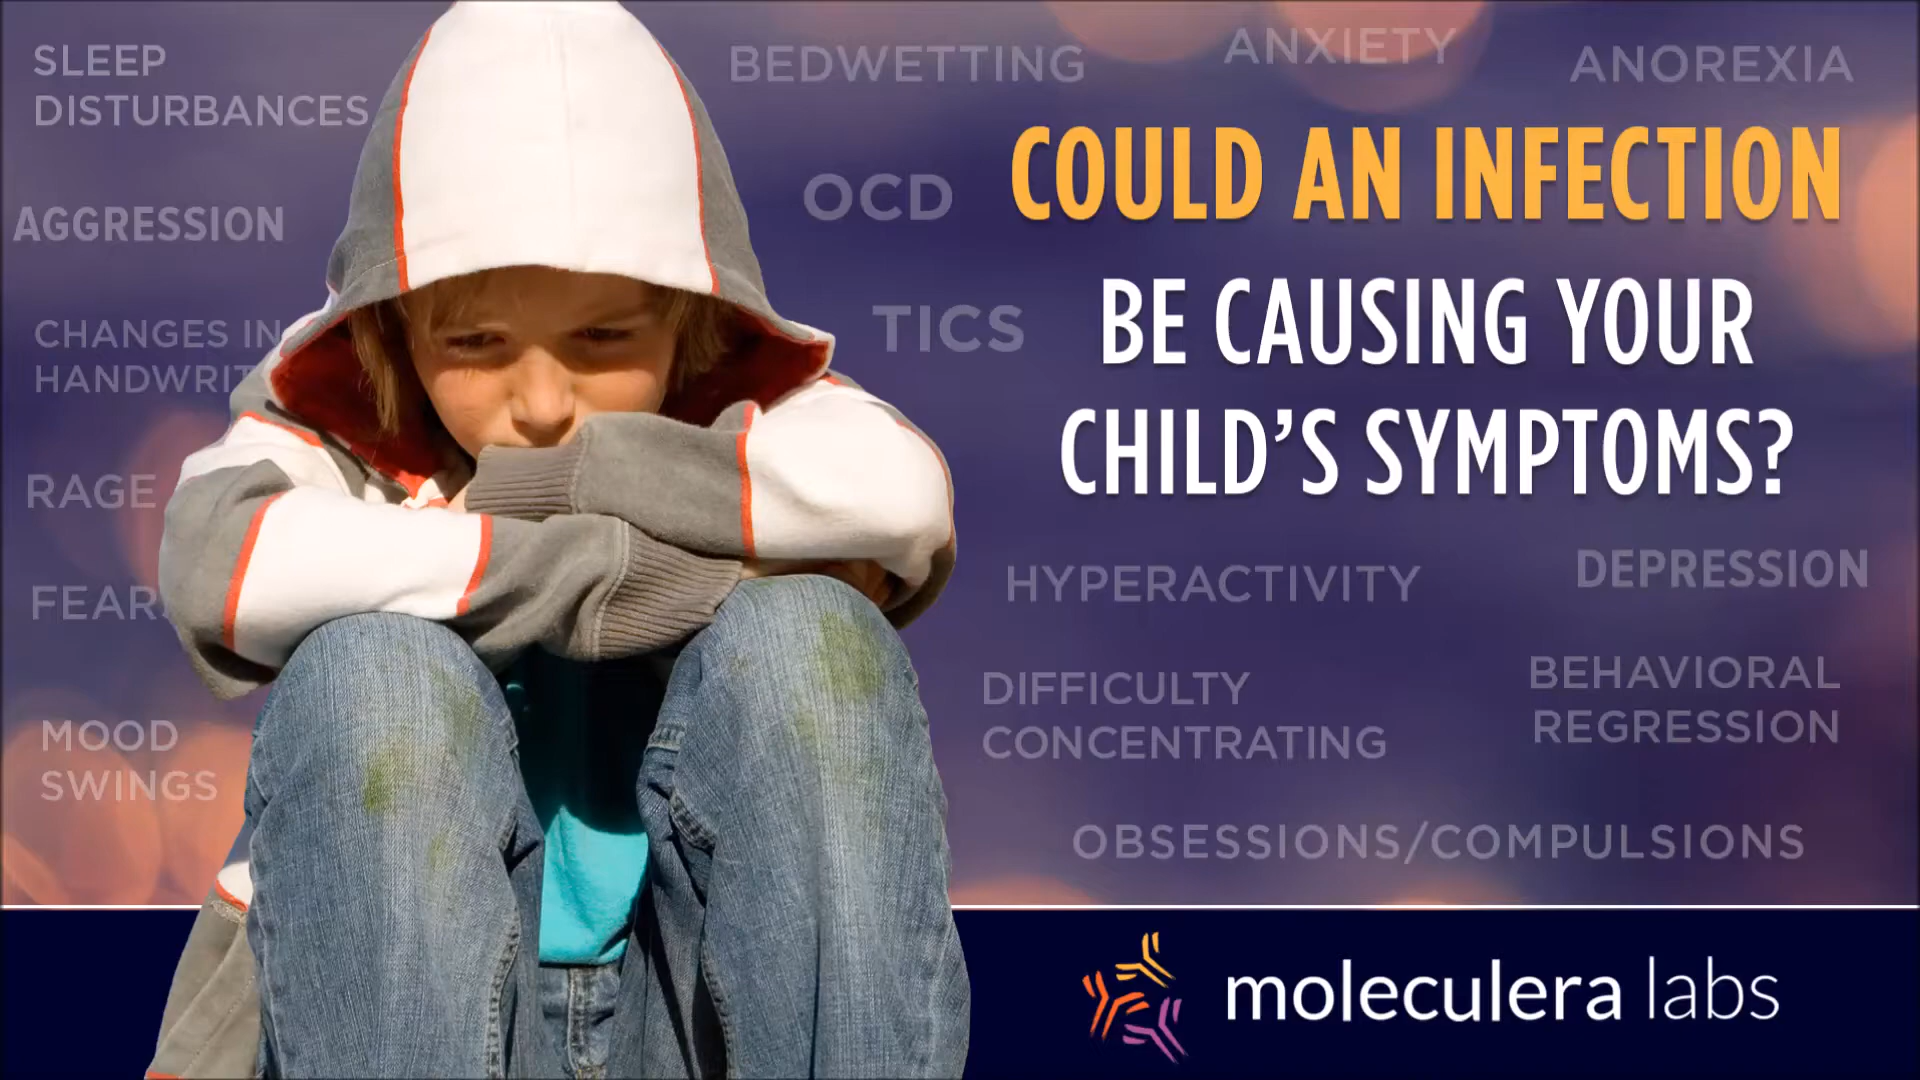 SLEEP
DISTURBANCES
BEDWETTING
ANXIETY
ANOREXIA
AGGRESSION
OCD
COULD AN INFECTION
BE CAUSING YOUR
CHILD'S SYMPTOMS?
TICS
CHANGES IN
RAGE
HYPERACTIVITY
DEPRESSION
DIFFICULTY
CONCENTRATING
BEHAVIORAL
REGRESSION
MOOD
SWINGS
OBSESSIONS/COMPULSIONS
moleculera labs